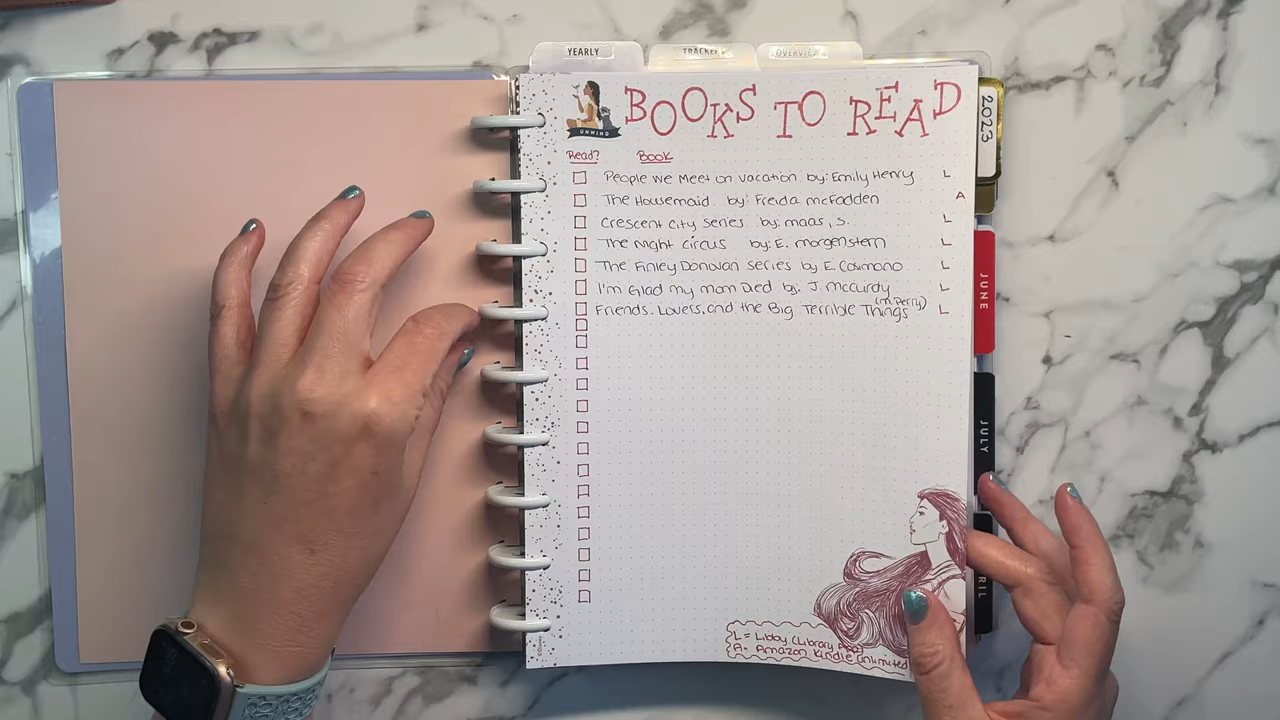 YEARLY
TRACKER
OVERVIEW
2023
UNWIND
BOOKS TO READ
Read? Book
People we Meet on vacation by: Emily Henry L
The Housemaid by: Freida McFadden A
Crescent City series by: maas, S. L
The night circus by: E. morgenstern L
The Finley Donovan series by E. Cosimano L
I'm Glad my mom Died by: J. McCurdy L
Friends. Lovers, and the Big Terrible Things (M. Perry) L
JUNE
JULY
RIL
L = Libby (Library App)
A = Amazon Kindle Unlimited